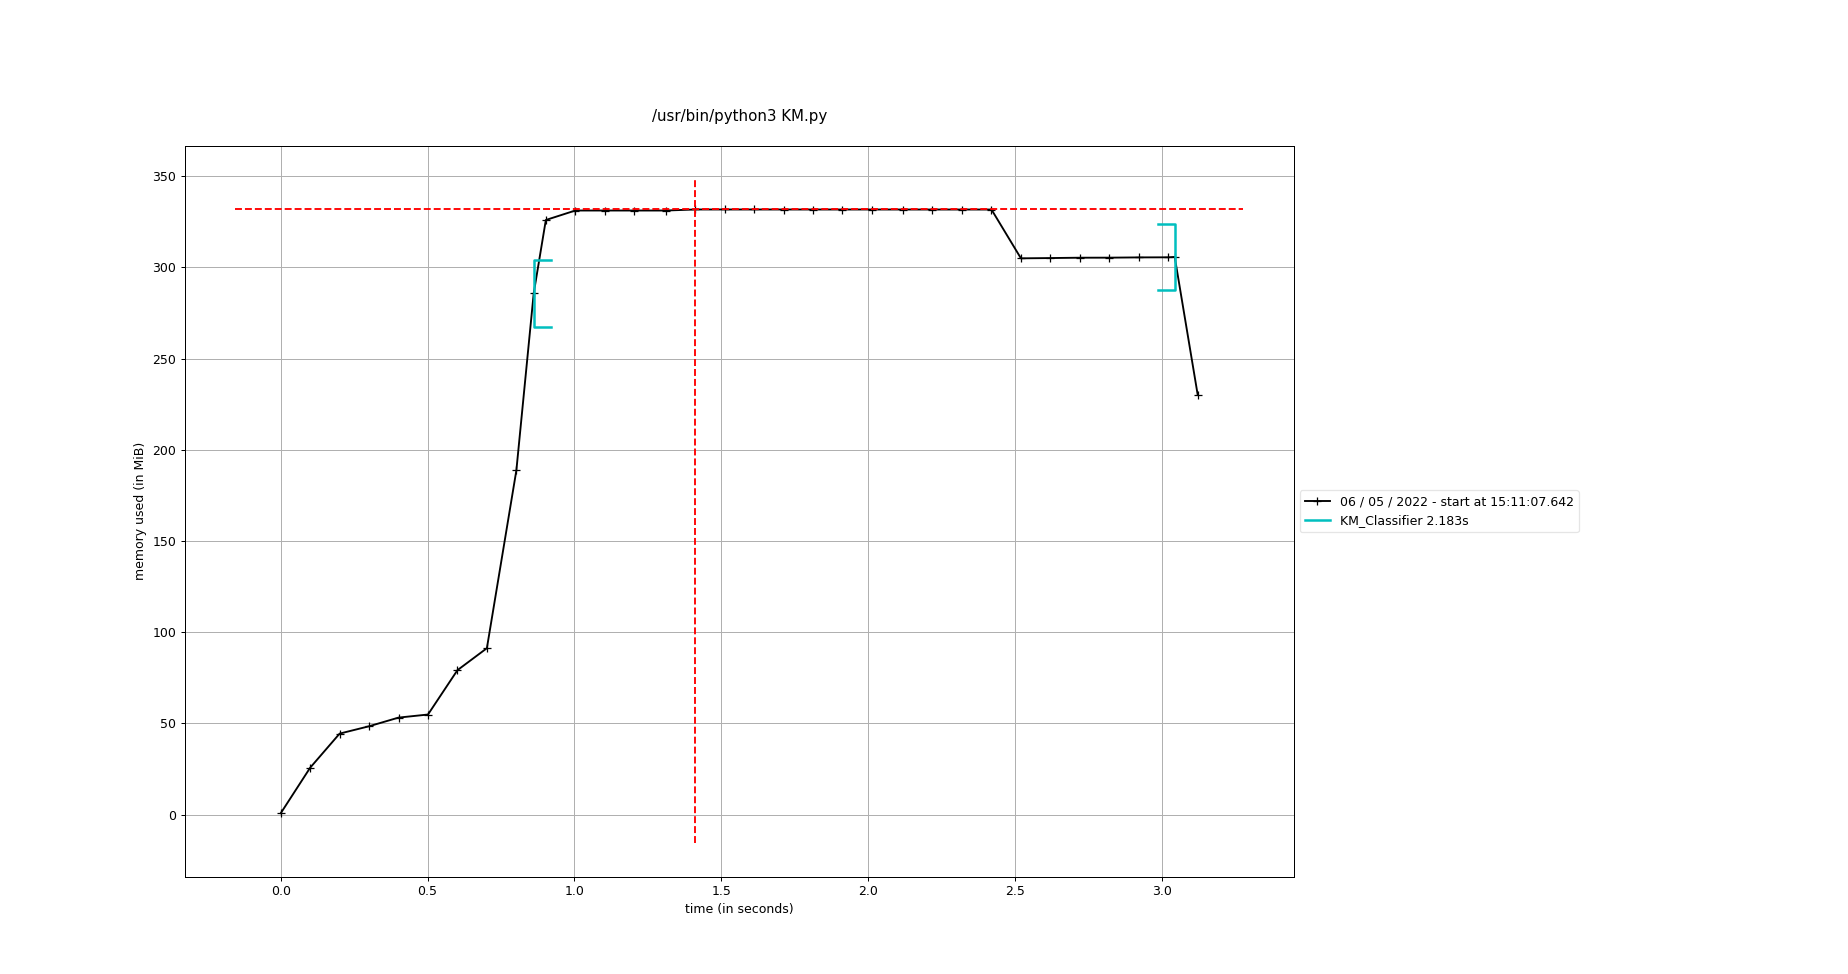 /usr/bin/python3 KM.py
350
300
250
200
150
100
50
0
memory used (in MiB)
0.0 0.5 1.0 1.5 2.0 2.5 3.0
time (in seconds)
06 / 05 / 2022 - start at 15:11:07.642
KM_Classifier 2.183s